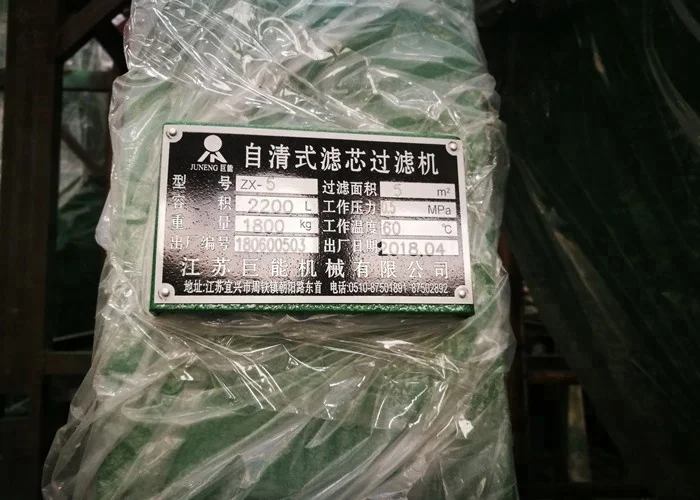 自清式滤芯过滤机
JUNENG 巨能
型号 ZX-5 过滤面积 5 m²
容积 2200 L 工作压力 0.5 MPa
重量 1800 kg 工作温度 60 ℃
出厂编号 180600503 出厂日期 2018.04
江苏巨能机械有限公司
地址:江苏宜兴市周铁镇朝阳路东首 电话:0510-87501891 87502892